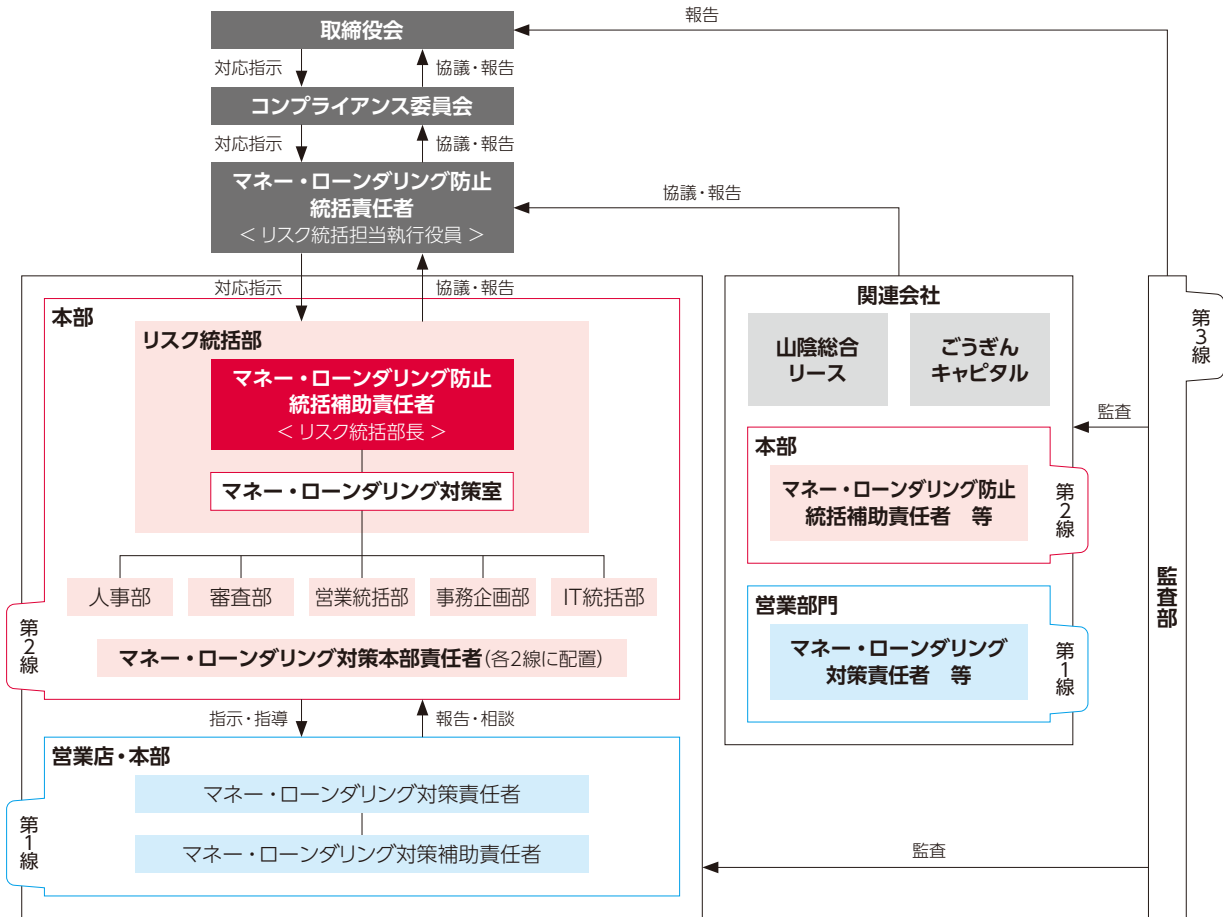 取締役会
報告
対応指示
協議・報告
コンプライアンス委員会
対応指示
協議・報告
マネー・ローンダリング防止
統括責任者
＜ リスク統括担当執行役員 ＞
協議・報告
対応指示
協議・報告
本部
リスク統括部
マネー・ローンダリング防止
統括補助責任者
＜ リスク統括部長 ＞
マネー・ローンダリング対策室
人事部
審査部
営業統括部
事務企画部
IT統括部
マネー・ローンダリング対策本部責任者(各2線に配置)
第2線
指示・指導
報告・相談
営業店・本部
マネー・ローンダリング対策責任者
マネー・ローンダリング対策補助責任者
第1線
関連会社
山陰総合
リース
ごうぎん
キャピタル
本部
マネー・ローンダリング防止
統括補助責任者　等
第2線
営業部門
マネー・ローンダリング
対策責任者　等
第1線
監査
監査
第3線
監査部